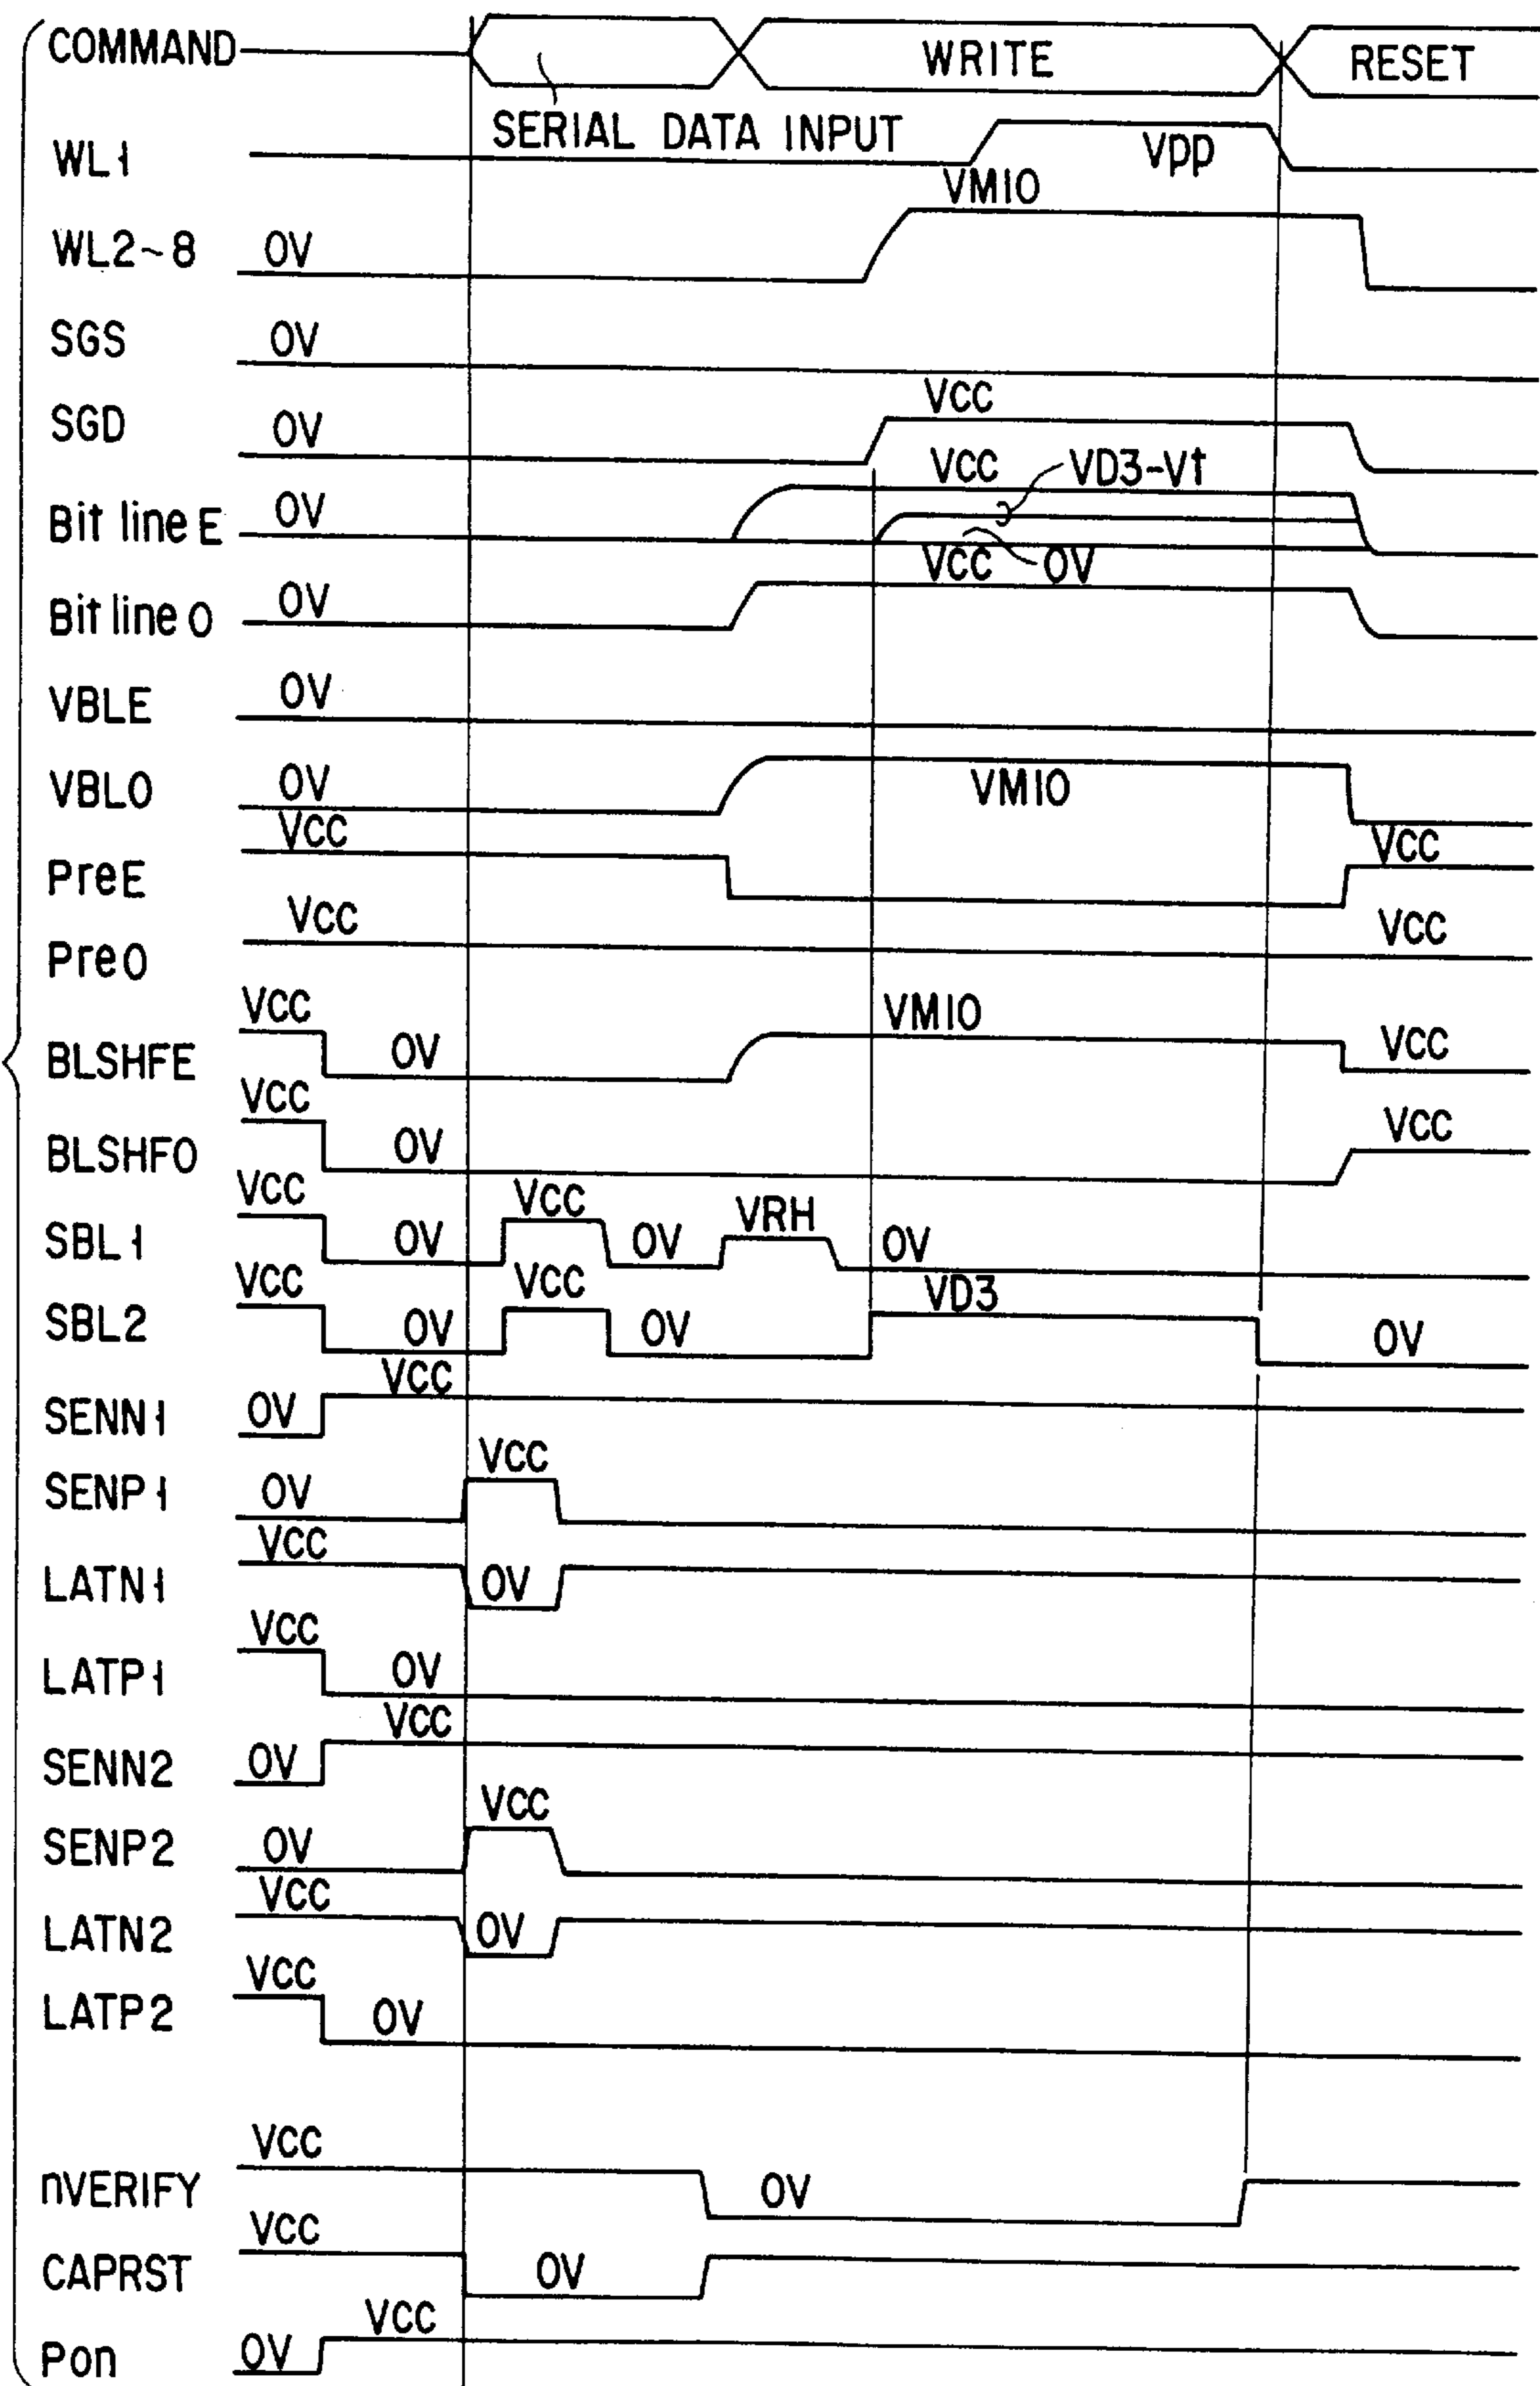 COMMAND WRITE RESET
SERIAL DATA INPUT
WL1 Vpp
VM10
WL2~8 0V
SGS 0V
VCC
SGD 0V
VCC VD3-Vt
Bit line E 0V
VCC 0V
Bit line O 0V
VBLE 0V
VBLO 0V VM10
VCC VCC
PreE
VCC VCC
PreO
VCC VM10
BLSHFE 0V VCC
VCC VCC
BLSHFO 0V
VCC VCC VRH
SBL1 0V 0V 0V
VCC VCC VD3
SBL2 0V 0V 0V
VCC
SENN1 0V
VCC
SENP1 0V
VCC
LATN1 0V
VCC
LATP1 0V
VCC
SENN2 0V
VCC
SENP2 0V
VCC
LATN2 0V
VCC
LATP2 0V
VCC
nVERIFY 0V
VCC
CAPRST 0V
VCC
Pon 0V